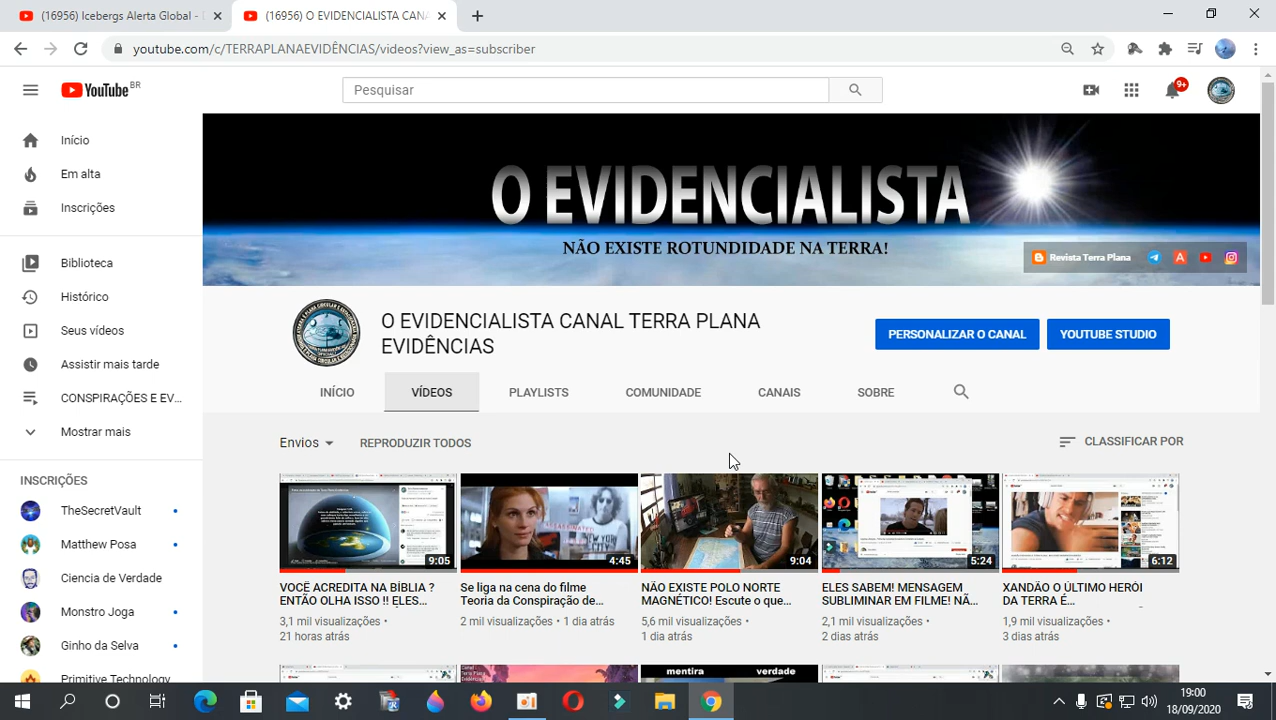 (16956) Icebergs Alerta Global -
(16956) O EVIDENCIALISTA CANA
youtube.com/c/TERRAPLANAEVIDÊNCIAS/videos?view_as=subscriber
YouTube BR
Pesquisar
9+
Início
Em alta
Inscrições
Biblioteca
Histórico
Seus vídeos
Assistir mais tarde
CONSPIRAÇÕES E EV...
Mostrar mais
INSCRIÇÕES
TheSecretVault
Matthew Posa
Ciencia de Verdade
Monstro Joga
Ginho da Selva
O EVIDENCIALISTA
NÃO EXISTE ROTUNDIDADE NA TERRA!
Revista Terra Plana
O EVIDENCIALISTA CANAL TERRA PLANA
EVIDÊNCIAS
PERSONALIZAR O CANAL
YOUTUBE STUDIO
INÍCIO
VÍDEOS
PLAYLISTS
COMUNIDADE
CANAIS
SOBRE
Envios
REPRODUZIR TODOS
CLASSIFICAR POR
9:05
VOCÊ ACREDITA NA BÍBLIA ?
ENTÃO OLHA ISSO !! ELES...
3,1 mil visualizações •
21 horas atrás
4:45
Se liga na cena do filme
Teoria da Conspiração de...
2 mil visualizações • 1 dia atrás
9:04
NÃO EXISTE POLO NORTE
MAGNÉTICO! Escute o que...
5,6 mil visualizações •
1 dia atrás
5:24
ELES SABEM! MENSAGEM
SUBLIMINAR EM FILME! NÃ...
2,1 mil visualizações •
2 dias atrás
6:12
XANDÃO O ÚLTIMO HERÓI
DA TERRA É...
1,9 mil visualizações •
3 dias atrás
mentira verdade
19:00
18/09/2020